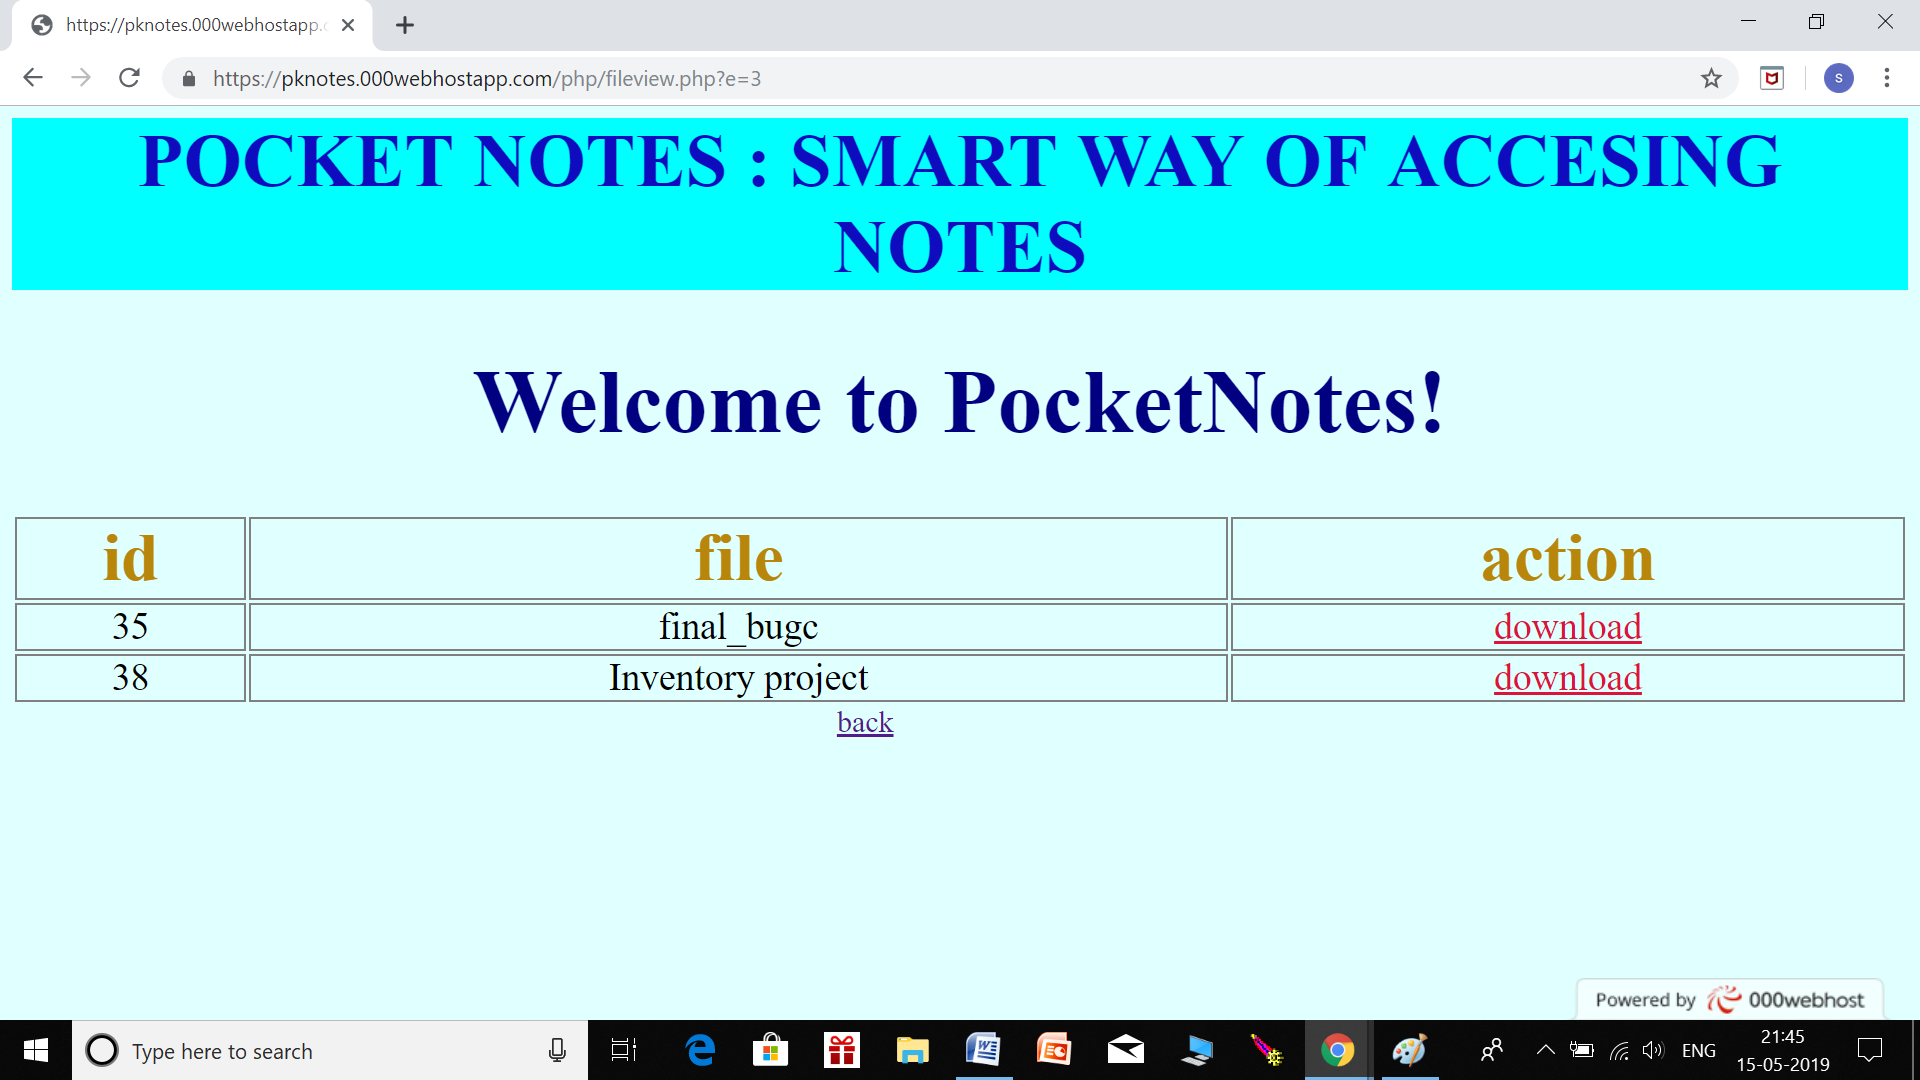 https://pknotes.000webhostapp.c
https://pknotes.000webhostapp.com/php/fileview.php?e=3
s
POCKET NOTES : SMART WAY OF ACCESING
NOTES
Welcome to PocketNotes!
id file action
35 final_bugc download
38 Inventory project download
back
Powered by 000webhost
Type here to search
ENG
21:45
15-05-2019